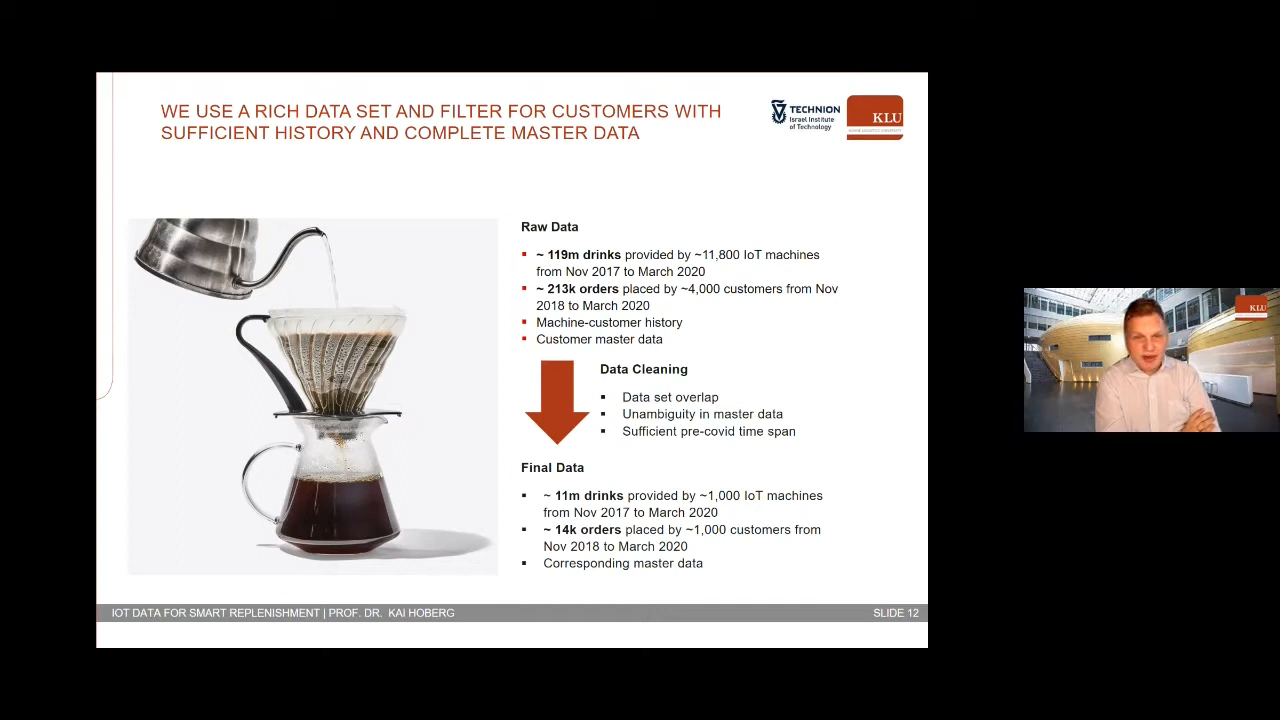 WE USE A RICH DATA SET AND FILTER FOR CUSTOMERS WITH
SUFFICIENT HISTORY AND COMPLETE MASTER DATA
TECHNION
Israel Institute
of Technology
KLU
Raw Data
~ 119m drinks provided by ~11,800 IoT machines
from Nov 2017 to March 2020
~ 213k orders placed by ~4,000 customers from Nov
2018 to March 2020
Machine-customer history
Customer master data
Data Cleaning
Data set overlap
Unambiguity in master data
Sufficient pre-covid time span
Final Data
~ 11m drinks provided by ~1,000 IoT machines
from Nov 2017 to March 2020
~ 14k orders placed by ~1,000 customers from
Nov 2018 to March 2020
Corresponding master data
IOT DATA FOR SMART REPLENISHMENT | PROF. DR. KAI HOBERG
SLIDE 12
KLU